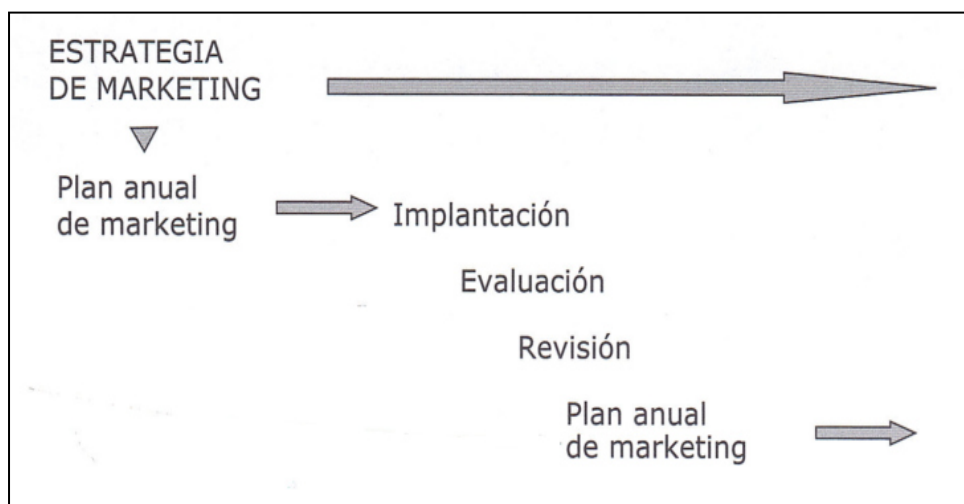 ESTRATEGIA
DE MARKETING
Plan anual
de marketing
Implantación
Evaluación
Revisión
Plan anual
de marketing